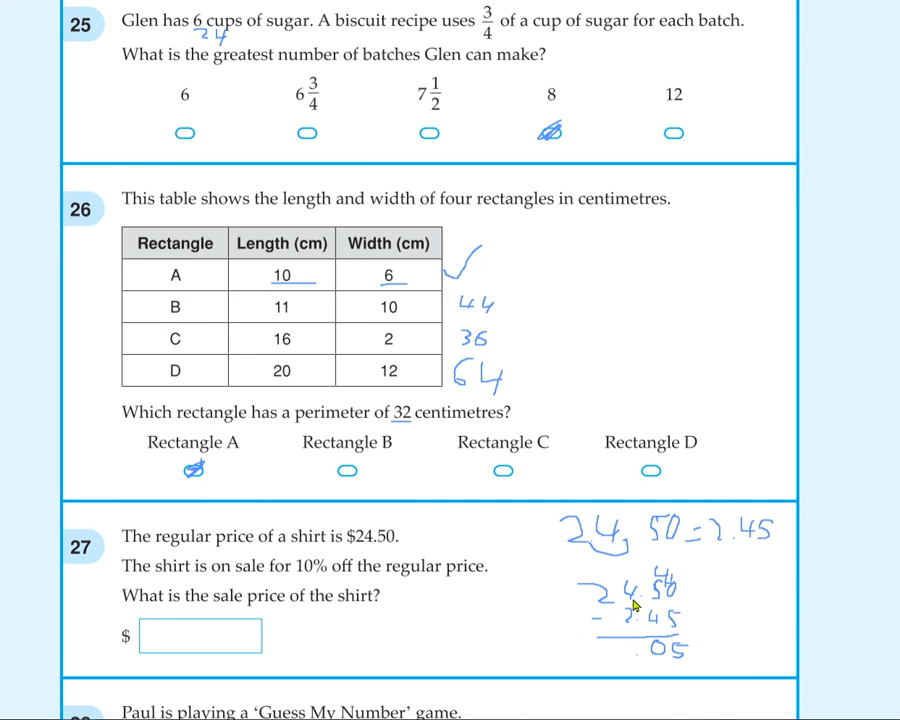 25 Glen has 6 cups of sugar. A biscuit recipe uses 3/4 of a cup of sugar for each batch.
24
What is the greatest number of batches Glen can make?
6 6 3/4 7 1/2 8 12
26 This table shows the length and width of four rectangles in centimetres.
Rectangle Length (cm) Width (cm)
A 10 6 ✓
B 11 10 44
C 16 2 36
D 20 12 64
Which rectangle has a perimeter of 32 centimetres?
Rectangle A Rectangle B Rectangle C Rectangle D
27 The regular price of a shirt is $24.50.
The shirt is on sale for 10% off the regular price.
What is the sale price of the shirt?
$
24,50=2.45
4
24.50
- 2.45
.05
Paul is playing a ‘Guess My Number’ game.